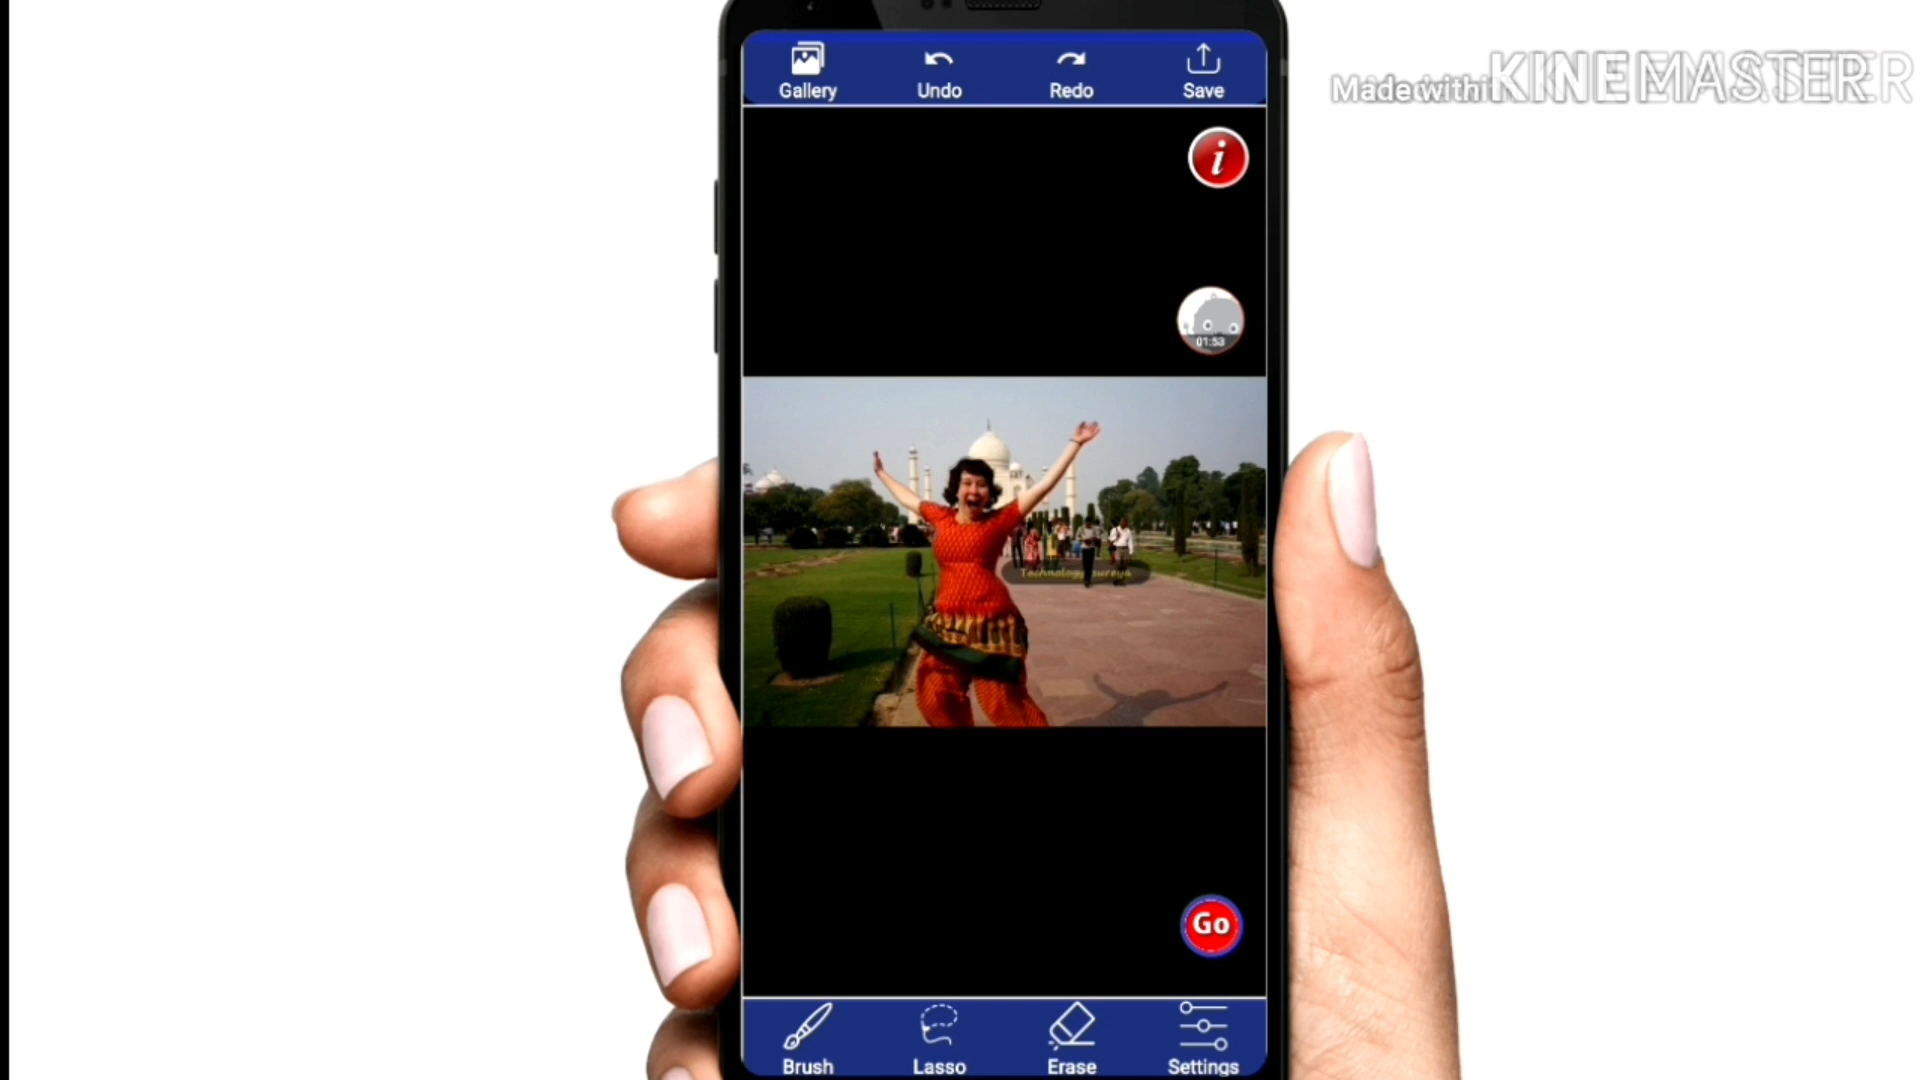 Gallery Undo Redo Save
Made with KINEMASTER
i
01:53
Go
Brush Lasso Erase Settings